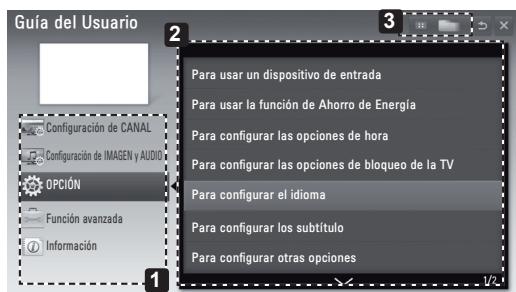 Guía del Usuario
3
2
Configuración de CANAL
Configuración de IMAGEN y AUDIO
OPCIÓN
Función avanzada
Información
1
Para usar un dispositivo de entrada
Para usar la función de Ahorro de Energía
Para configurar las opciones de hora
Para configurar las opciones de bloqueo de la TV
Para configurar el idioma
Para configurar los subtítulo
Para configurar otras opciones
1/2